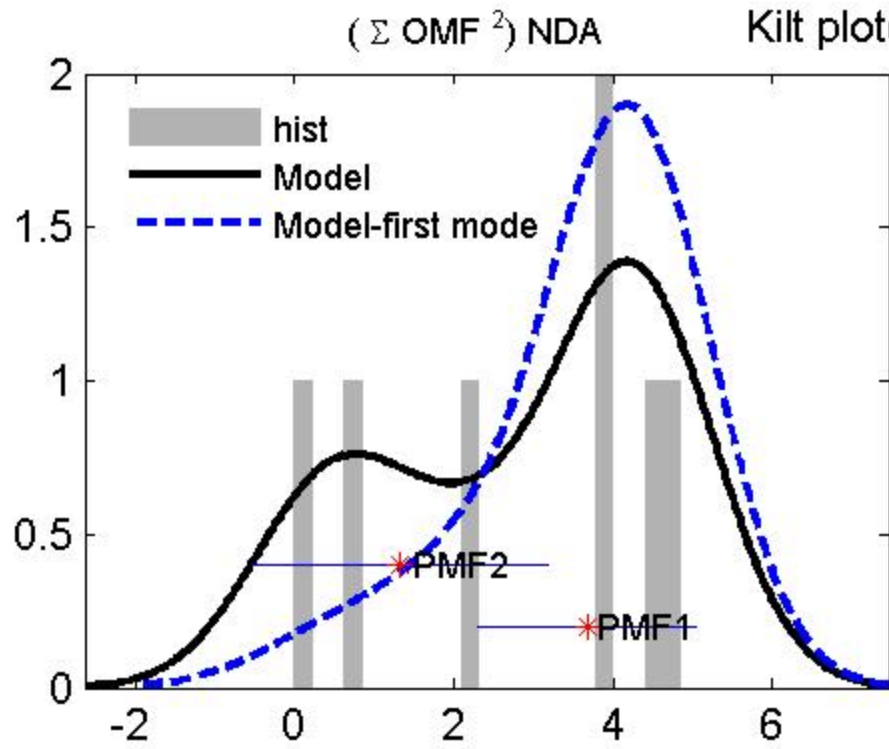 ( Σ OMF ²) NDA
Kilt plot
2
1.5
1
0.5
0
hist
Model
Model-first mode
PMF2
PMF1
-2 0 2 4 6